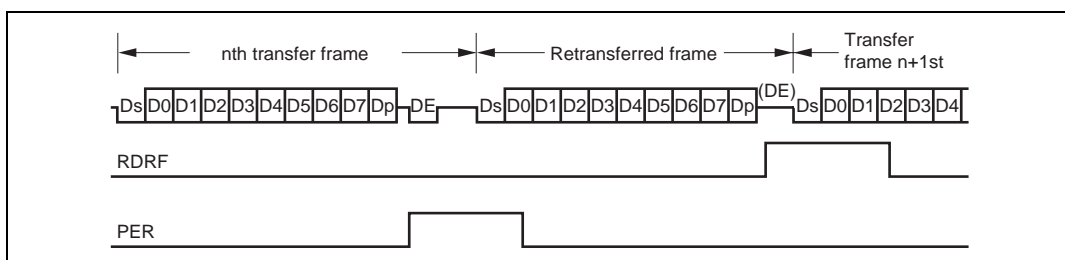 nth transfer frame Retransferred frame Transfer
frame n+1st
Ds D0 D1 D2 D3 D4 D5 D6 D7 Dp DE Ds D0 D1 D2 D3 D4 D5 D6 D7 Dp (DE) Ds D0 D1 D2 D3 D4
RDRF
PER